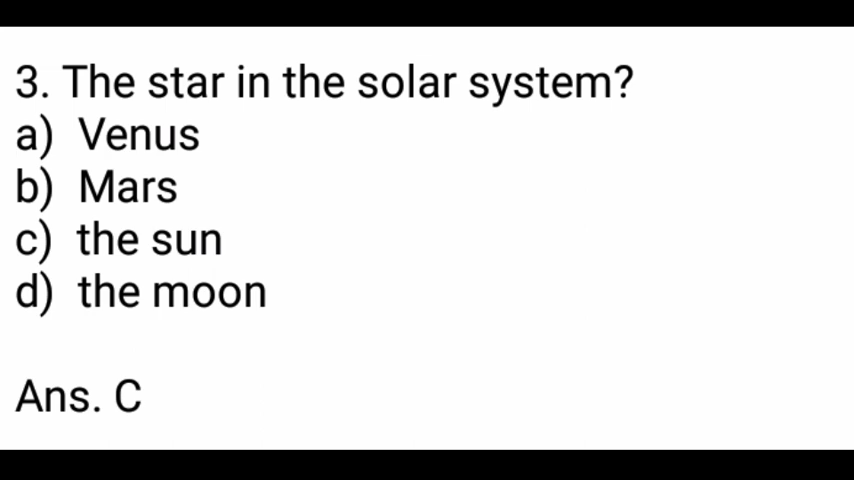 3. The star in the solar system?
a) Venus
b) Mars
c) the sun
d) the moon
Ans. C